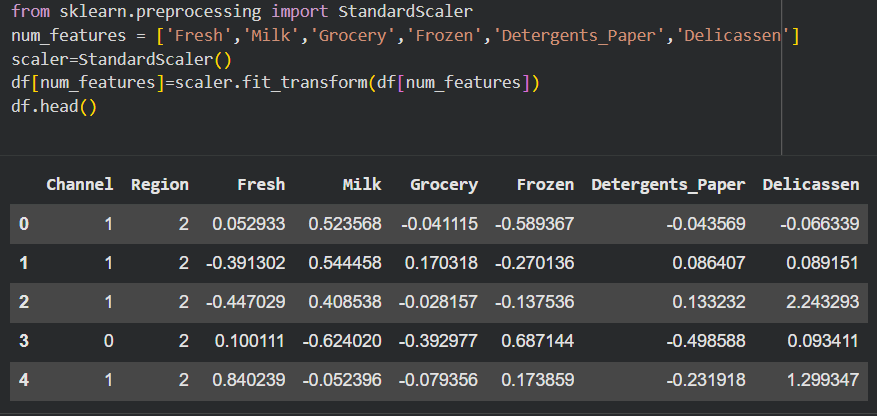 from sklearn.preprocessing import StandardScaler
num_features = ['Fresh','Milk','Grocery','Frozen','Detergents_Paper','Delicassen']
scaler=StandardScaler()
df[num_features]=scaler.fit_transform(df[num_features])
df.head()
Channel Region Fresh Milk Grocery Frozen Detergents_Paper Delicassen
0 1 2 0.052933 0.523568 -0.041115 -0.589367 -0.043569 -0.066339
1 1 2 -0.391302 0.544458 0.170318 -0.270136 0.086407 0.089151
2 1 2 -0.447029 0.408538 -0.028157 -0.137536 0.133232 2.243293
3 0 2 0.100111 -0.624020 -0.392977 0.687144 -0.498588 0.093411
4 1 2 0.840239 -0.052396 -0.079356 0.173859 -0.231918 1.299347